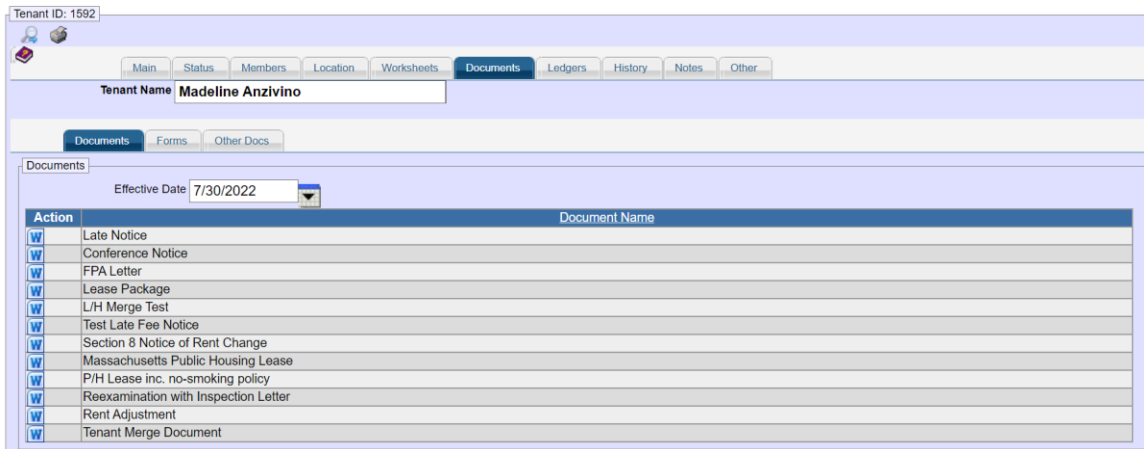 Tenant ID: 1592
Main Status Members Location Worksheets Documents Ledgers History Notes Other
Tenant Name Madeline Anzivino
Documents Forms Other Docs
Documents
Effective Date 7/30/2022
Action Document Name
W Late Notice
W Conference Notice
W FPA Letter
W Lease Package
W L/H Merge Test
W Test Late Fee Notice
W Section 8 Notice of Rent Change
W Massachusetts Public Housing Lease
W P/H Lease inc. no-smoking policy
W Reexamination with Inspection Letter
W Rent Adjustment
W Tenant Merge Document